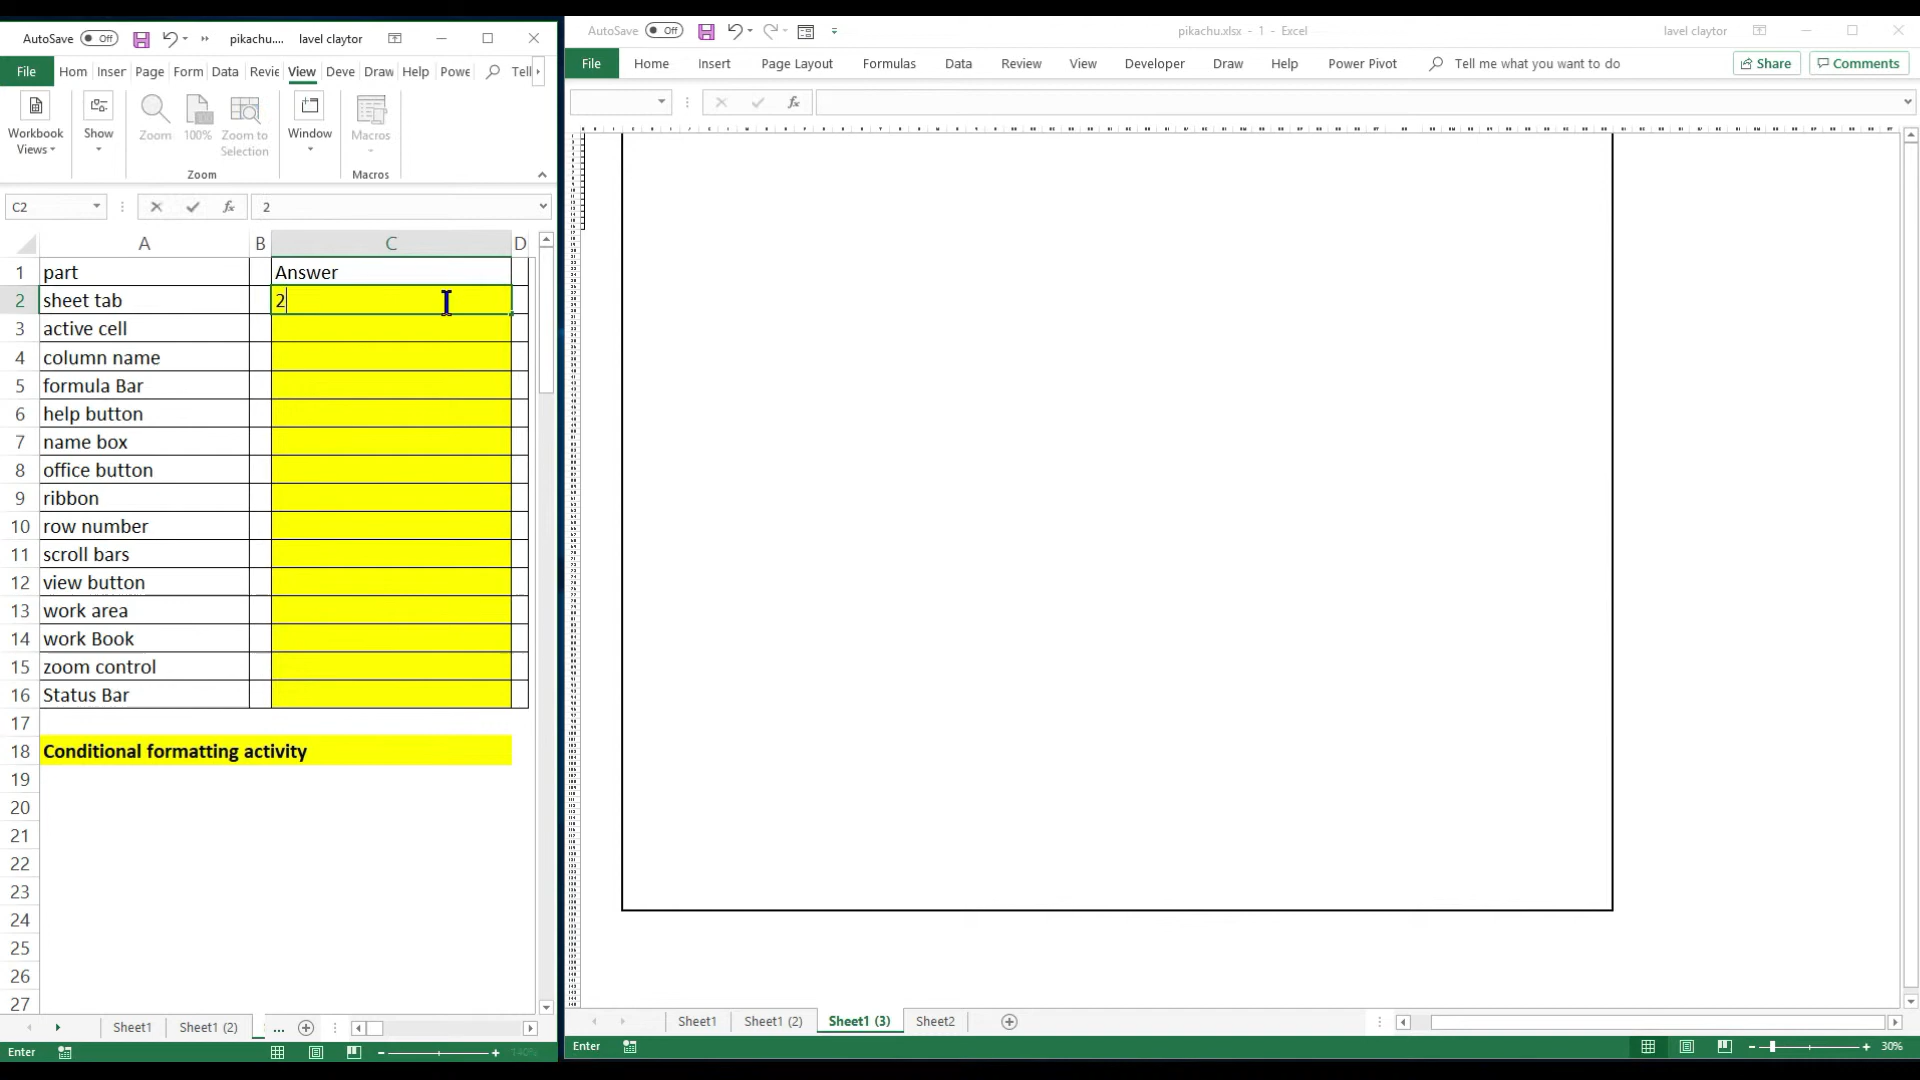 AutoSave Off pikachu.... lavel claytor
File Hom Inser Page Form Data Revie View Deve Draw Help Powe Tell
Workbook Views Show Zoom 100% Zoom to Selection Window Macros
Zoom Macros
C2 fx 2
A B C D
1 part Answer
2 sheet tab 2
3 active cell
4 column name
5 formula Bar
6 help button
7 name box
8 office button
9 ribbon
10 row number
11 scroll bars
12 view button
13 work area
14 work Book
15 zoom control
16 Status Bar
17
18 Conditional formatting activity
19
20
21
22
23
24
25
26
27
Sheet1 Sheet1 (2) ...
Enter 140%
AutoSave Off pikachu.xlsx - 1 - Excel lavel claytor
File Home Insert Page Layout Formulas Data Review View Developer Help Power Pivot Tell me what you want to do Share Comments
fx
Sheet1 Sheet1 (2) Sheet1 (3) Sheet2
Enter 30%